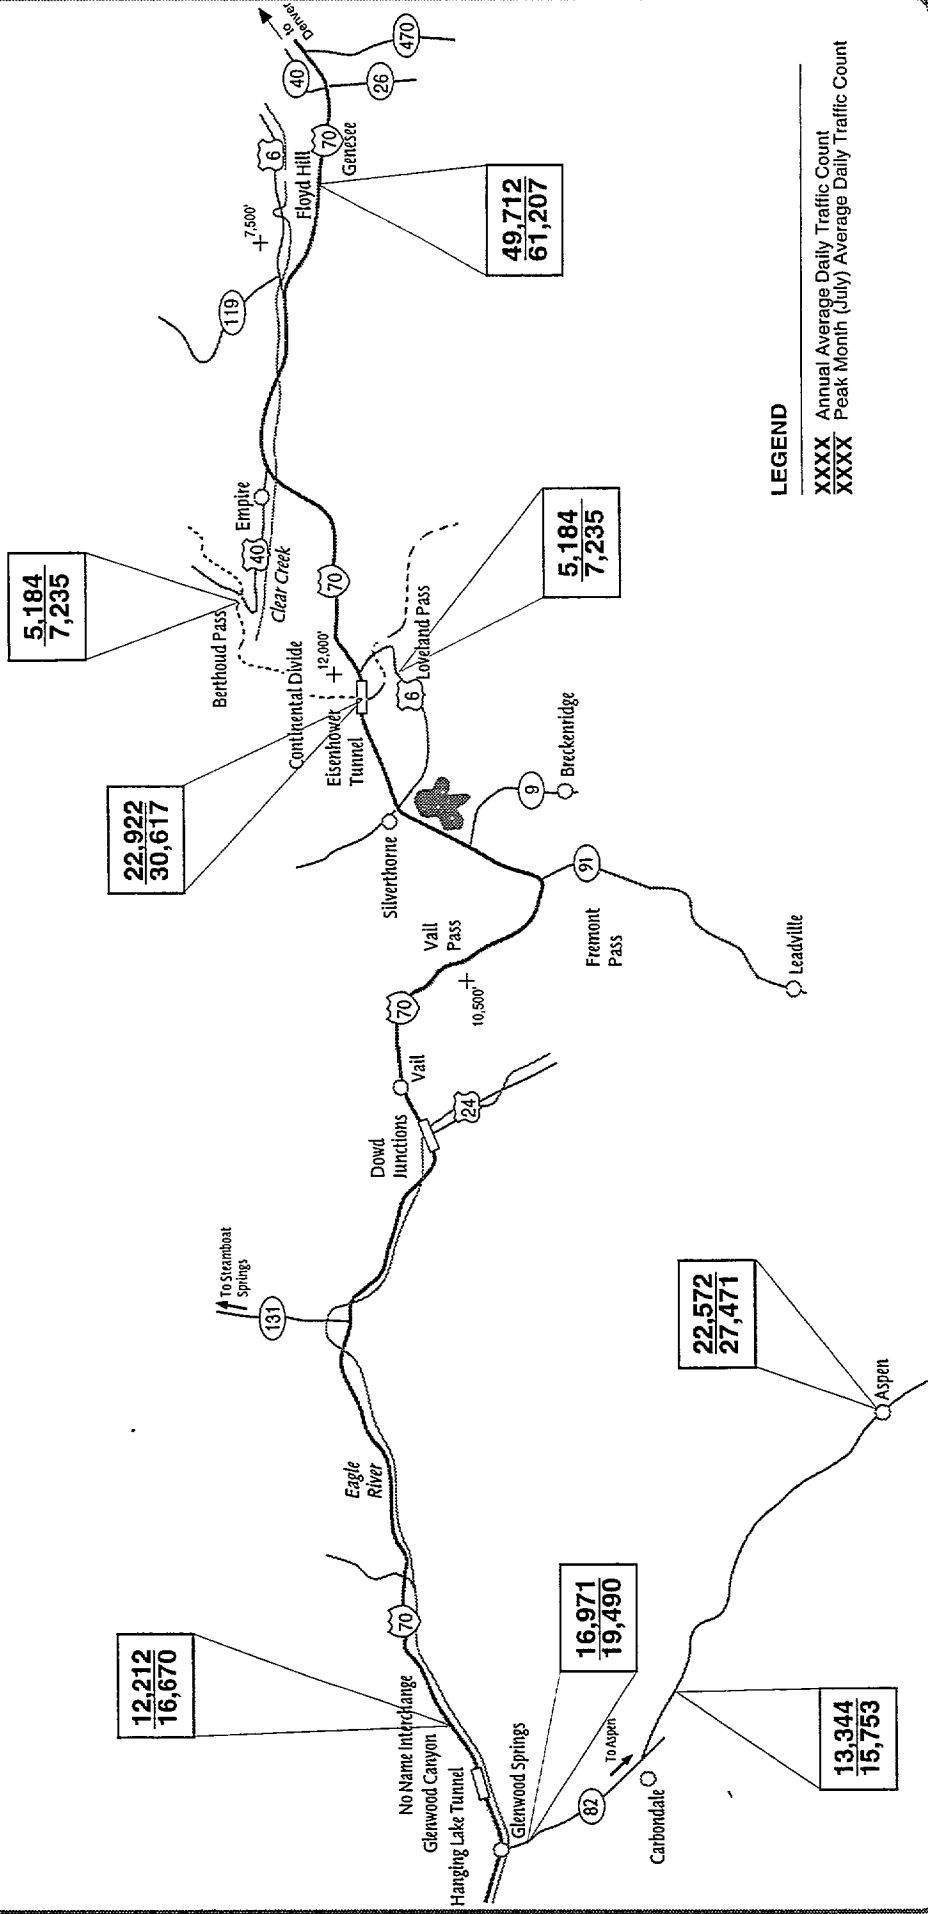 12,212
16,670
No Name Interchange
Glenwood Canyon
Hanging Lake Tunnel
Glenwood Springs
16,971
19,490
82
To Aspen
Carbondale
13,344
15,753
70
Eagle
River
22,572
27,471
Aspen
To Steamboat
Springs
131
Dowd
Junctions
24
Vail
70
Vail
Pass
10,500'
Fremont
Pass
91
Leadville
Silverthorne
9
Breckenridge
22,922
30,617
Eisenhower
Tunnel
Continental Divide
12,000'
6
Loveland Pass
5,184
7,235
Berthoud Pass
5,184
7,235
Clear Creek
40
Empire
70
119
7,500'
6
Floyd Hill
70
Genesee
49,712
61,207
40
26
470
to
Denver
LEGEND
XXXX Annual Average Daily Traffic Count
XXXX Peak Month (July) Average Daily Traffic Count